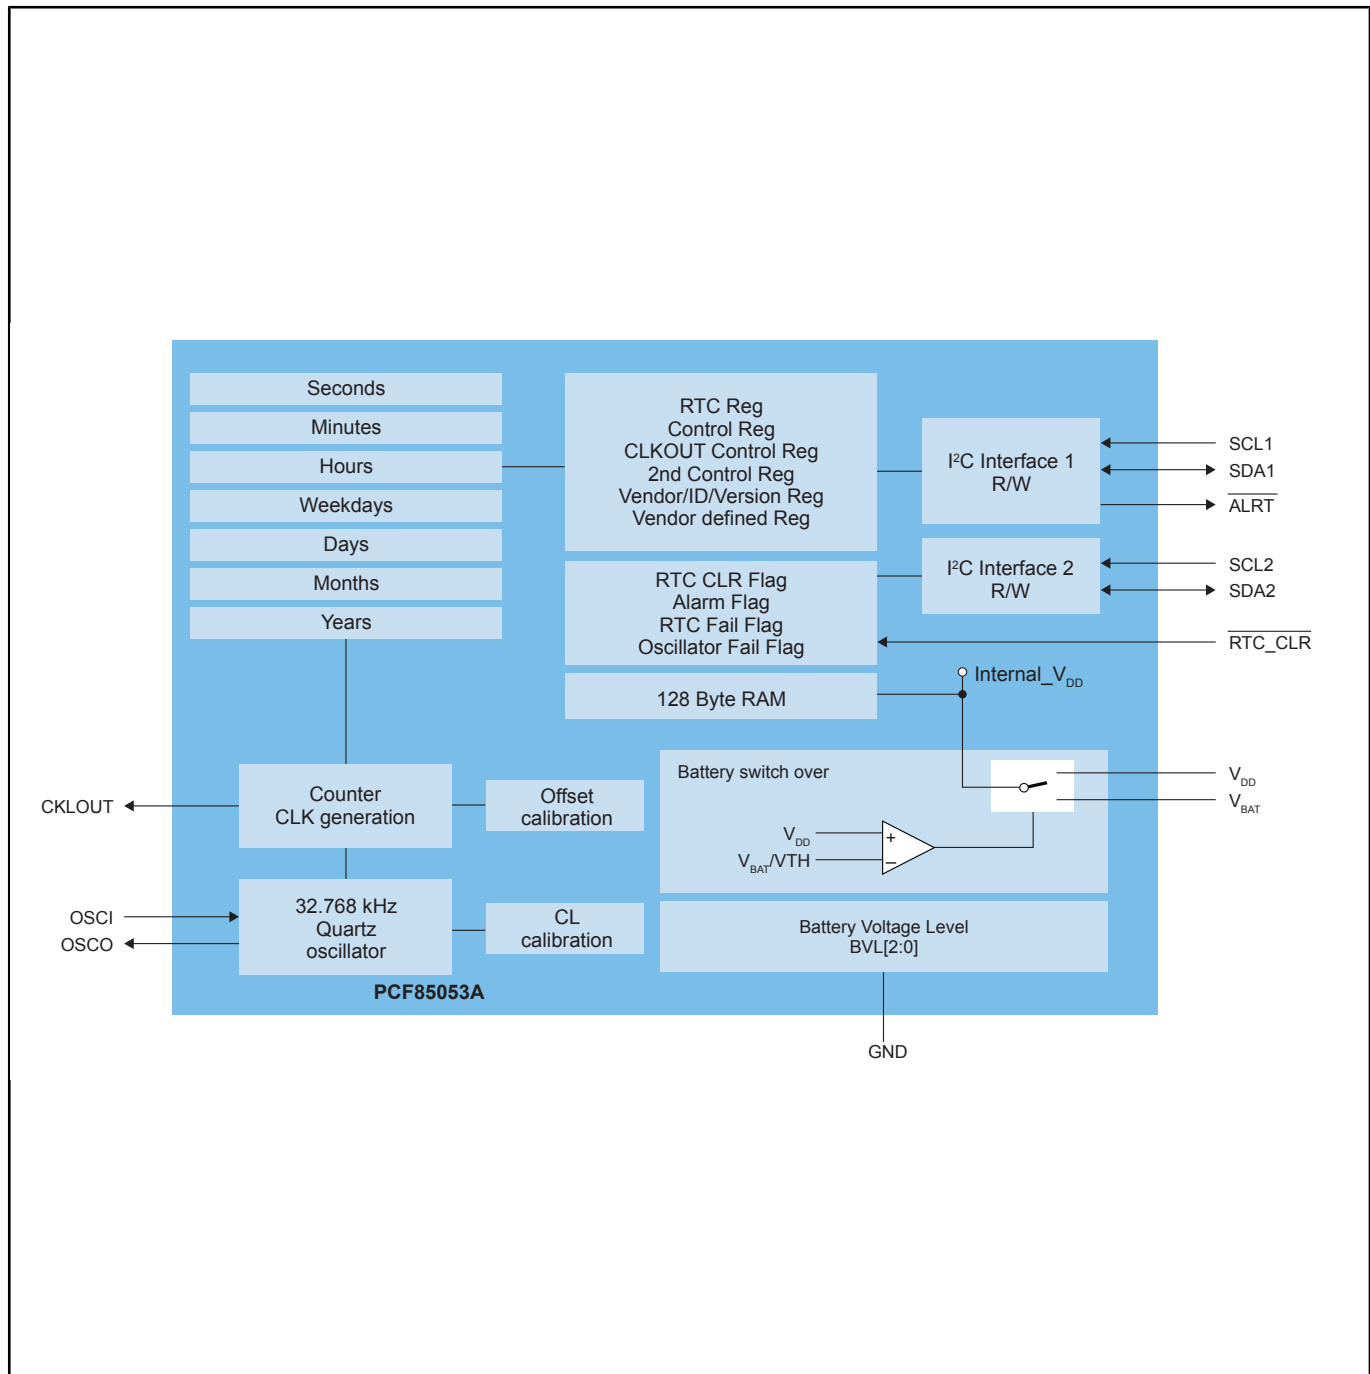 Seconds
Minutes
Hours
Weekdays
Days
Months
Years
RTC Reg
Control Reg
CLKOUT Control Reg
2nd Control Reg
Vendor/ID/Version Reg
Vendor defined Reg
RTC CLR Flag
Alarm Flag
RTC Fail Flag
Oscillator Fail Flag
128 Byte RAM
I²C Interface 1
R/W
I²C Interface 2
R/W
SCL1
SDA1
ALRT
SCL2
SDA2
RTC_CLR
Internal_VDD
Battery switch over
VDD
VBAT/VTH
+
−
VDD
VBAT
Battery Voltage Level
BVL[2:0]
GND
CKLOUT
Counter
CLK generation
Offset
calibration
OSCI
OSCO
32.768 kHz
Quartz
oscillator
CL
calibration
PCF85053A